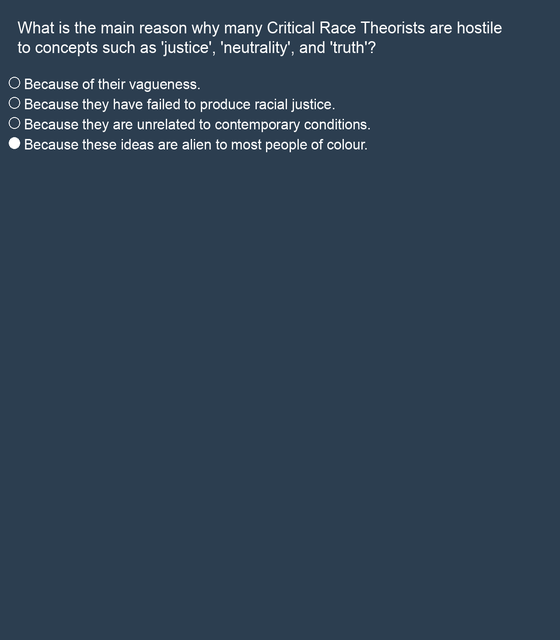 What is the main reason why many Critical Race Theorists are hostile
to concepts such as 'justice', 'neutrality', and 'truth'?
Because of their vagueness.
Because they have failed to produce racial justice.
Because they are unrelated to contemporary conditions.
Because these ideas are alien to most people of colour.